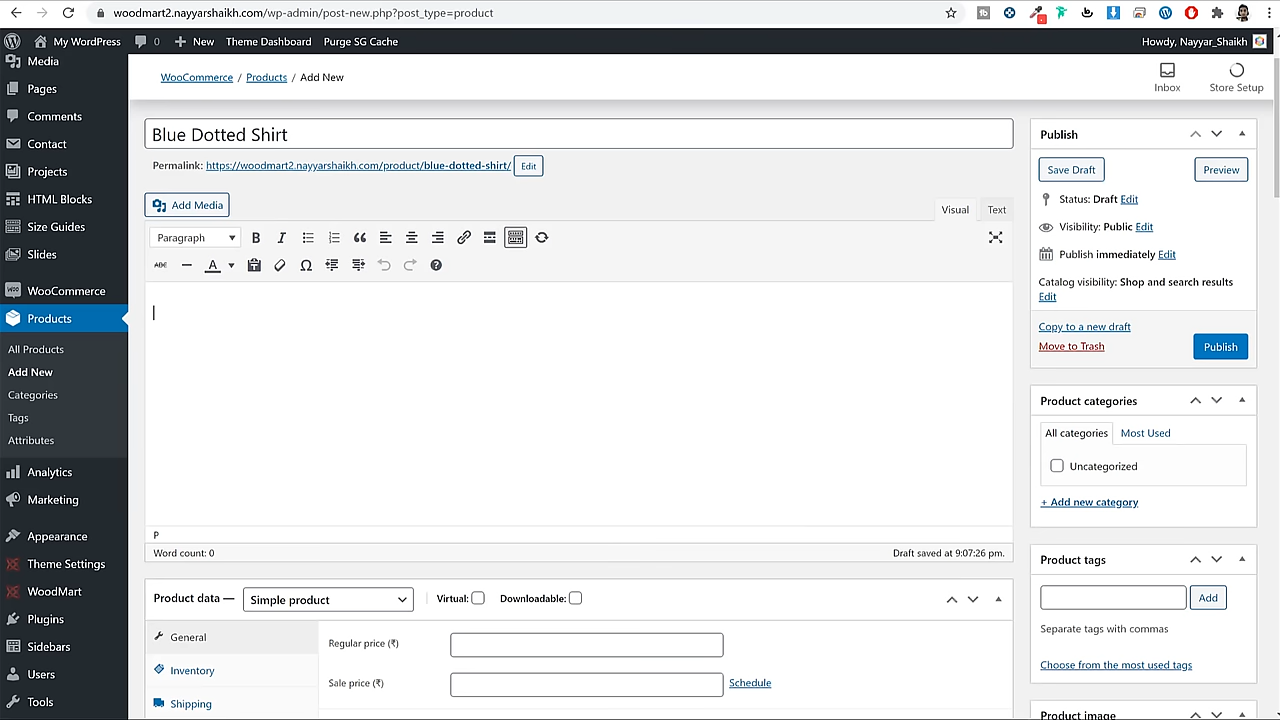 woodmart2.nayyarshaikh.com/wp-admin/post-new.php?post_type=product
My WordPress 0 New Theme Dashboard Purge SG Cache Howdy, Nayyar_Shaikh
Media
Pages
Comments
Contact
Projects
HTML Blocks
Size Guides
Slides
WooCommerce
Products
All Products
Add New
Categories
Tags
Attributes
Analytics
Marketing
Appearance
Theme Settings
WoodMart
Plugins
Sidebars
Users
Tools
WooCommerce / Products / Add New
Inbox
Store Setup
Blue Dotted Shirt
Permalink: https://woodmart2.nayyarshaikh.com/product/blue-dotted-shirt/ Edit
Add Media
Visual Text
Paragraph B I
ABC A
P
Word count: 0 Draft saved at 9:07:26 pm.
Product data — Simple product Virtual: Downloadable:
General
Inventory
Shipping
Regular price (₹)
Sale price (₹) Schedule
Publish
Save Draft Preview
Status: Draft Edit
Visibility: Public Edit
Publish immediately Edit
Catalog visibility: Shop and search results
Edit
Copy to a new draft
Move to Trash
Publish
Product categories
All categories Most Used
Uncategorized
+ Add new category
Product tags
Add
Separate tags with commas
Choose from the most used tags
Product image